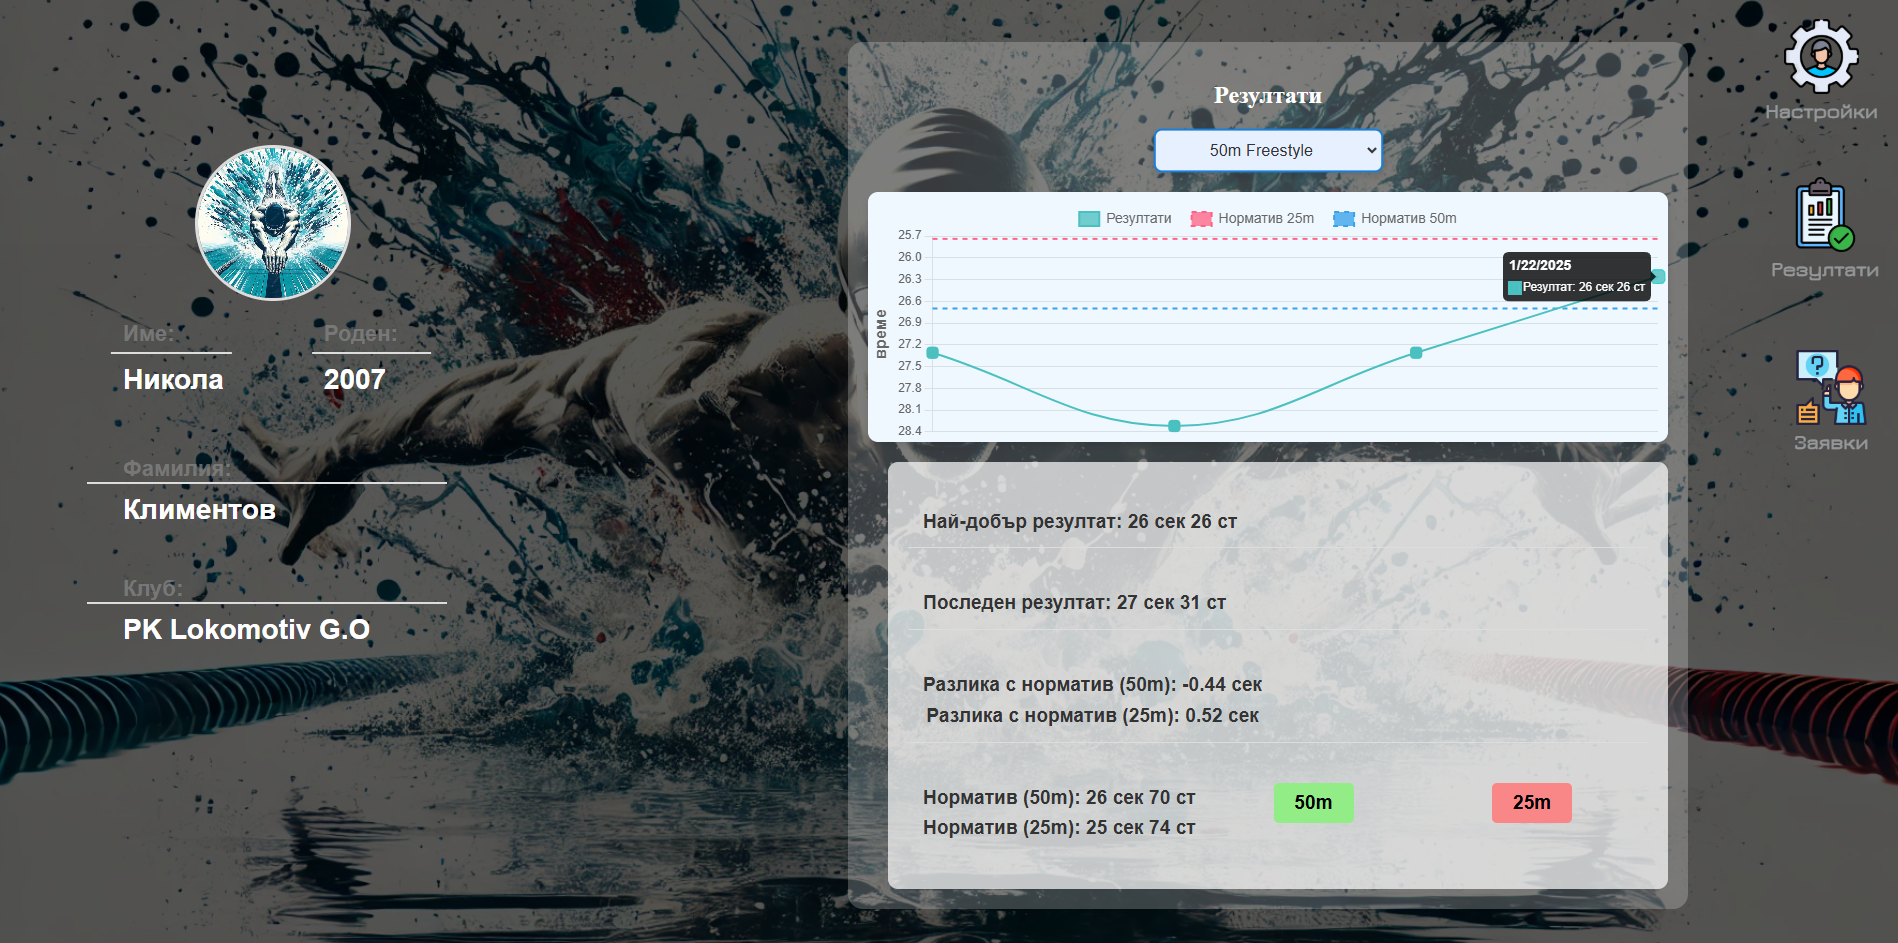 Име:
Роден:
Никола
2007
Фамилия:
Климентов
Клуб:
PK Lokomotiv G.O
Резултати
50m Freestyle
Резултати
Норматив 25m
Норматив 50m
време
25.7
26.0
26.3
26.6
26.9
27.2
27.5
27.8
28.1
28.4
1/22/2025
Резултат: 26 сек 26 ст
Най-добър резултат: 26 сек 26 ст
Последен резултат: 27 сек 31 ст
Разлика с норматив (50m): -0.44 сек
Разлика с норматив (25m): 0.52 сек
Норматив (50m): 26 сек 70 ст
Норматив (25m): 25 сек 74 ст
50m
25m
Настройки
Резултати
?
Заявки